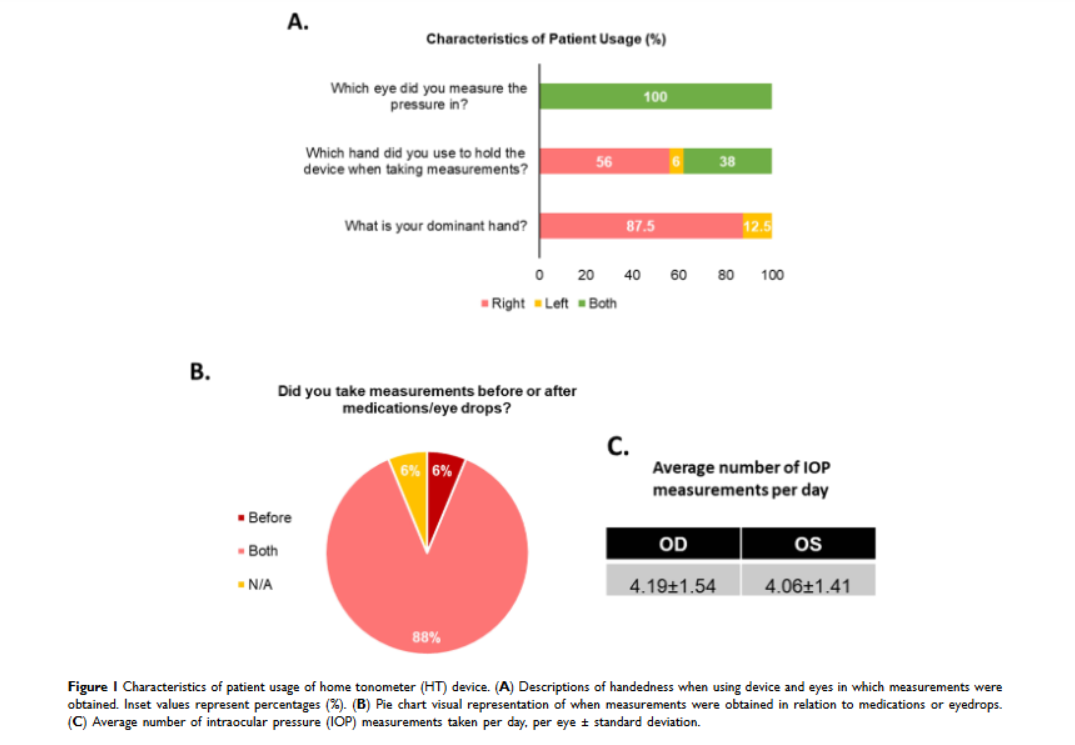 A.
Characteristics of Patient Usage (%)
Which eye did you measure the
pressure in?
100
Which hand did you use to hold the
device when taking measurements?
56 6 38
What is your dominant hand?
87.5 12.5
0 20 40 60 80 100
Right Left Both
B.
Did you take measurements before or after
medications/eye drops?
6% 6%
Before
Both
N/A
88%
C.
Average number of IOP
measurements per day
OD OS
4.19±1.54 4.06±1.41
Figure 1 Characteristics of patient usage of home tonometer (HT) device. (A) Descriptions of handedness when using device and eyes in which measurements were
obtained. Inset values represent percentages (%). (B) Pie chart visual representation of when measurements were obtained in relation to medications or eyedrops.
(C) Average number of intraocular pressure (IOP) measurements taken per day, per eye ± standard deviation.